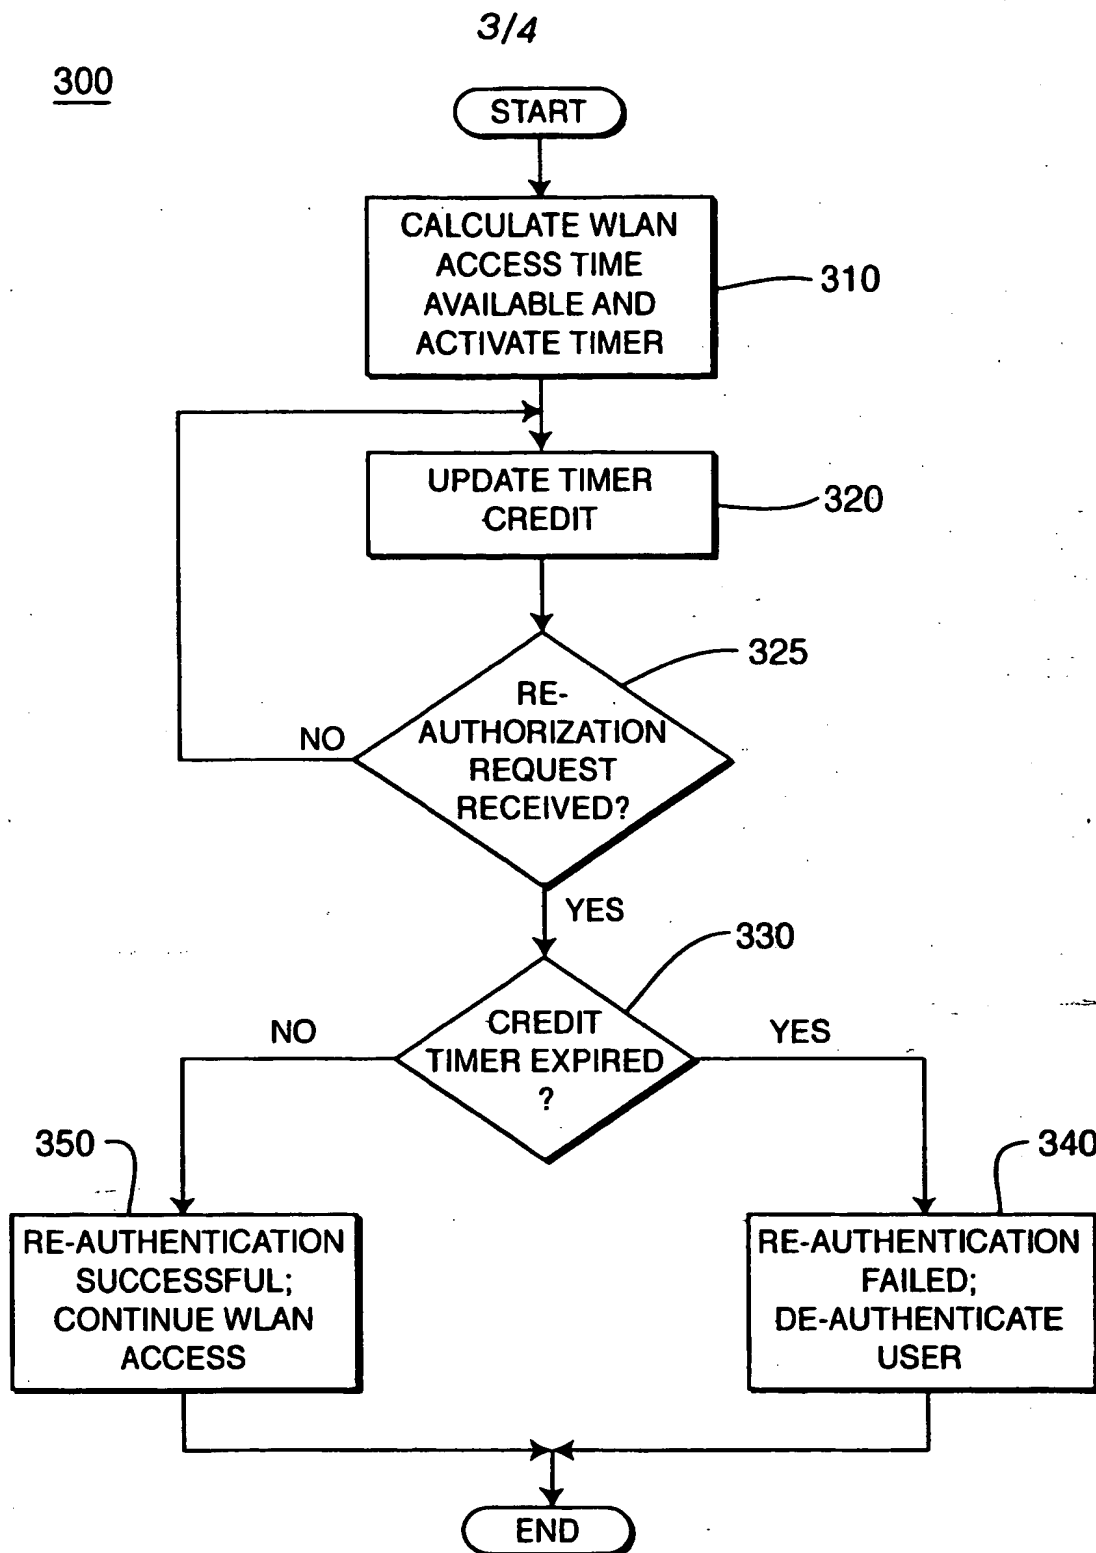 3/4
300
START
CALCULATE WLAN
ACCESS TIME
AVAILABLE AND
ACTIVATE TIMER
310
UPDATE TIMER
CREDIT
320
325
RE-
AUTHORIZATION
REQUEST
RECEIVED?
NO
YES
330
CREDIT
TIMER EXPIRED
?
NO
YES
350
340
RE-AUTHENTICATION
SUCCESSFUL;
CONTINUE WLAN
ACCESS
RE-AUTHENTICATION
FAILED;
DE-AUTHENTICATE
USER
END